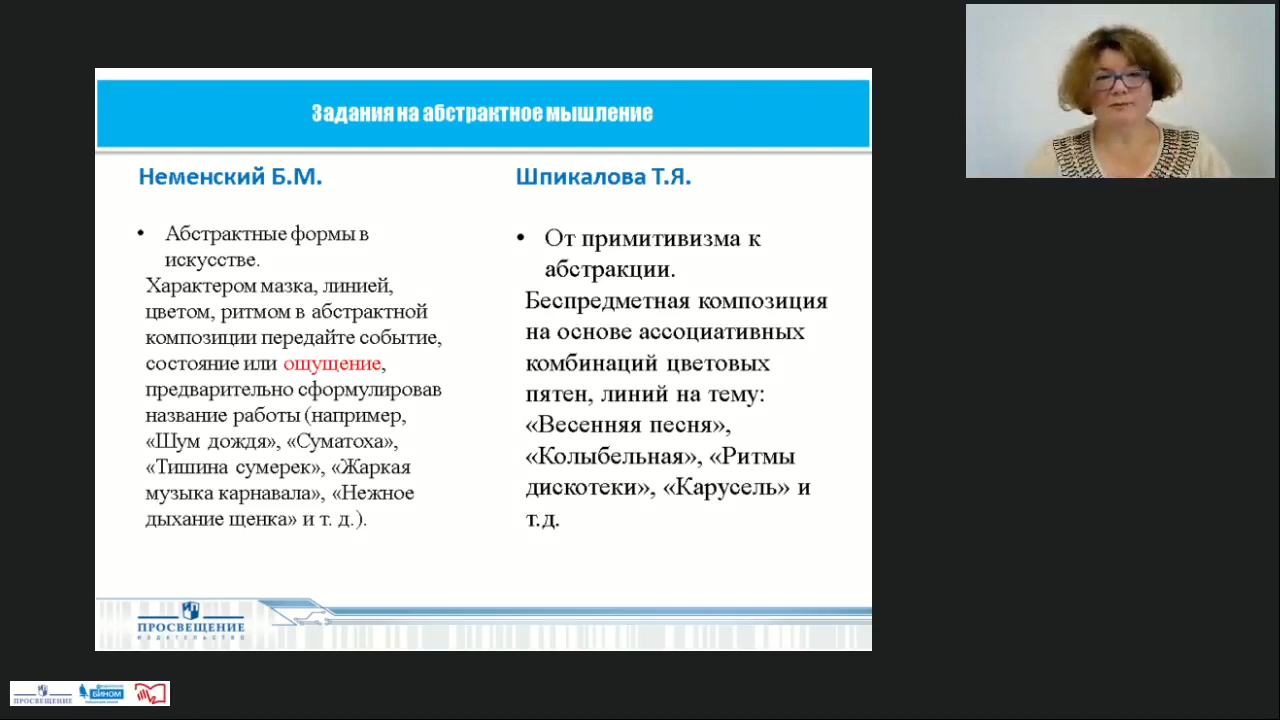 Задания на абстрактное мышление
Неменский Б.М.
• Абстрактные формы в
искусстве.
Характером мазка, линией,
цветом, ритмом в абстрактной
композиции передайте событие,
состояние или ощущение,
предварительно сформулировав
название работы (например,
«Шум дождя», «Суматоха»,
«Тишина сумерек», «Жаркая
музыка карнавала», «Нежное
дыхание щенка» и т. д.).
Шпикалова Т.Я.
• От примитивизма к
абстракции.
Беспредметная композиция
на основе ассоциативных
комбинаций цветовых
пятен, линий на тему:
«Весенняя песня»,
«Колыбельная», «Ритмы
дискотеки», «Карусель» и
т.д.
ПРОСВЕЩЕНИЕ
ИЗДАТЕЛЬСТВО
ПРОСВЕЩЕНИЕ
БИНОМ